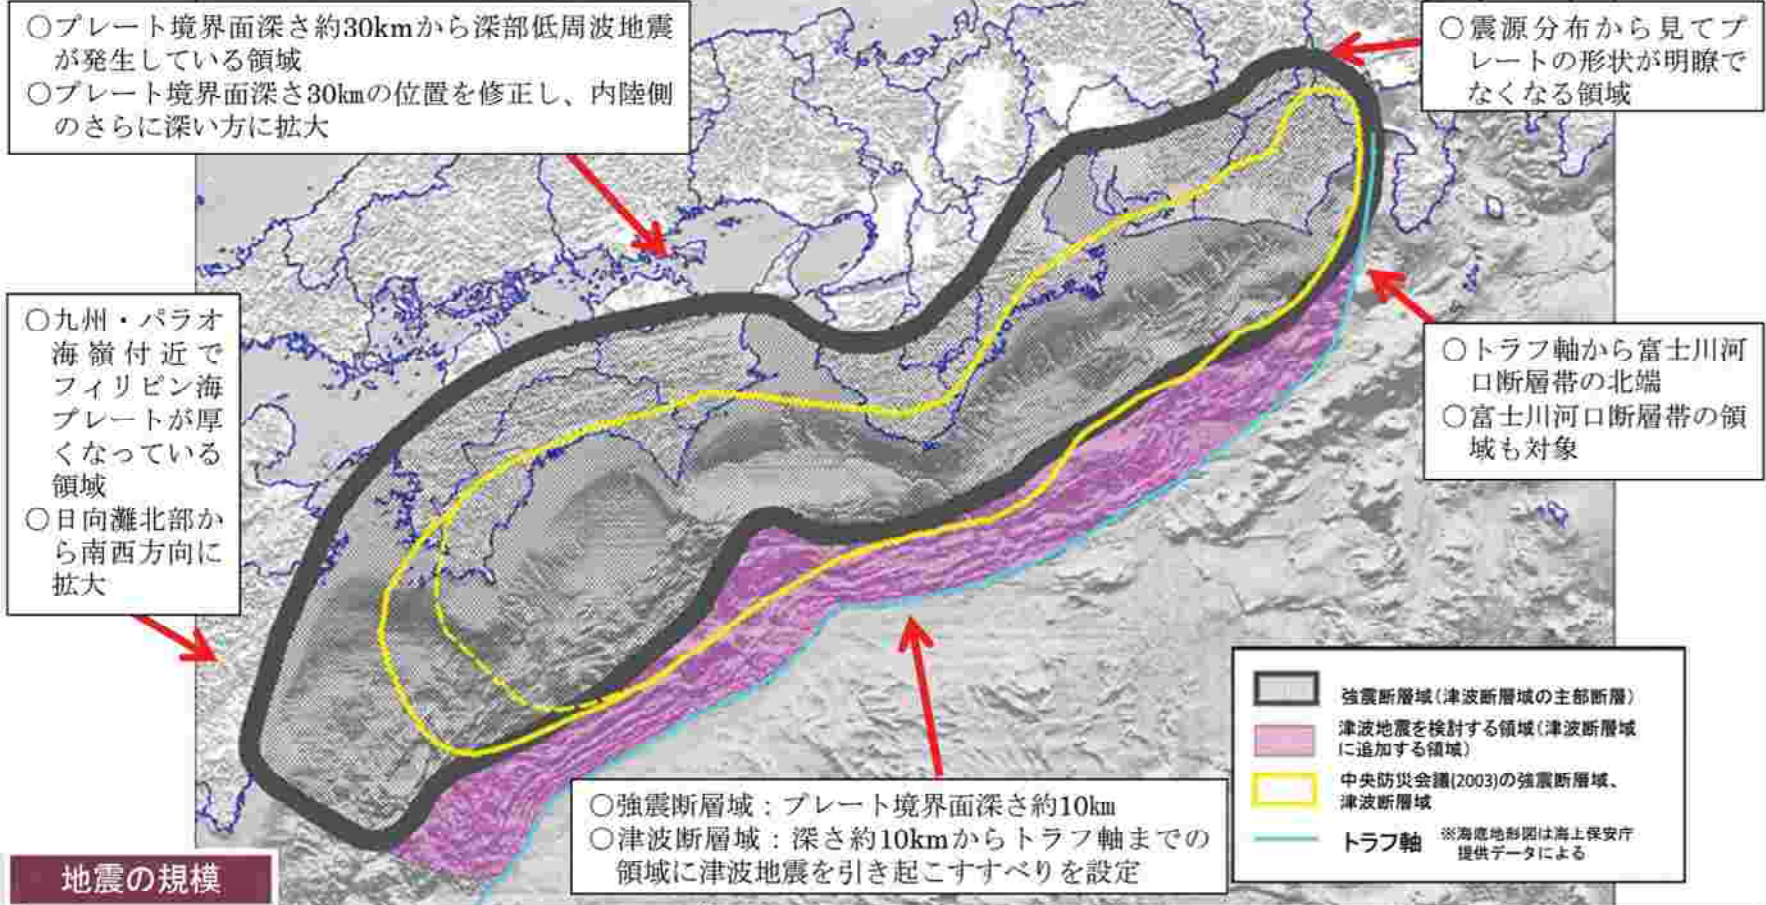 ○プレート境界面深さ約30kmから深部低周波地震
が発生している領域
○プレート境界面深さ30㎞の位置を修正し、内陸側
のさらに深い方に拡大
○震源分布から見てプ
レートの形状が明瞭で
なくなる領域
○九州・パラオ
海嶺付近で
フィリピン海
プレートが厚
くなっている
領域
○日向灘北部か
ら南西方向に
拡大
○トラフ軸から富士川河
口断層帯の北端
○富士川河口断層帯の領
域も対象
○強震断層域：プレート境界面深さ約10㎞
○津波断層域：深さ約10kmからトラフ軸までの
領域に津波地震を引き起こすすべりを設定
強震断層域(津波断層域の主部断層)
津波地震を検討する領域(津波断層域
に追加する領域)
中央防災会議(2003)の強震断層域、
津波断層域
トラフ軸 ※海底地形図は海上保安庁
提供データによる
地震の規模